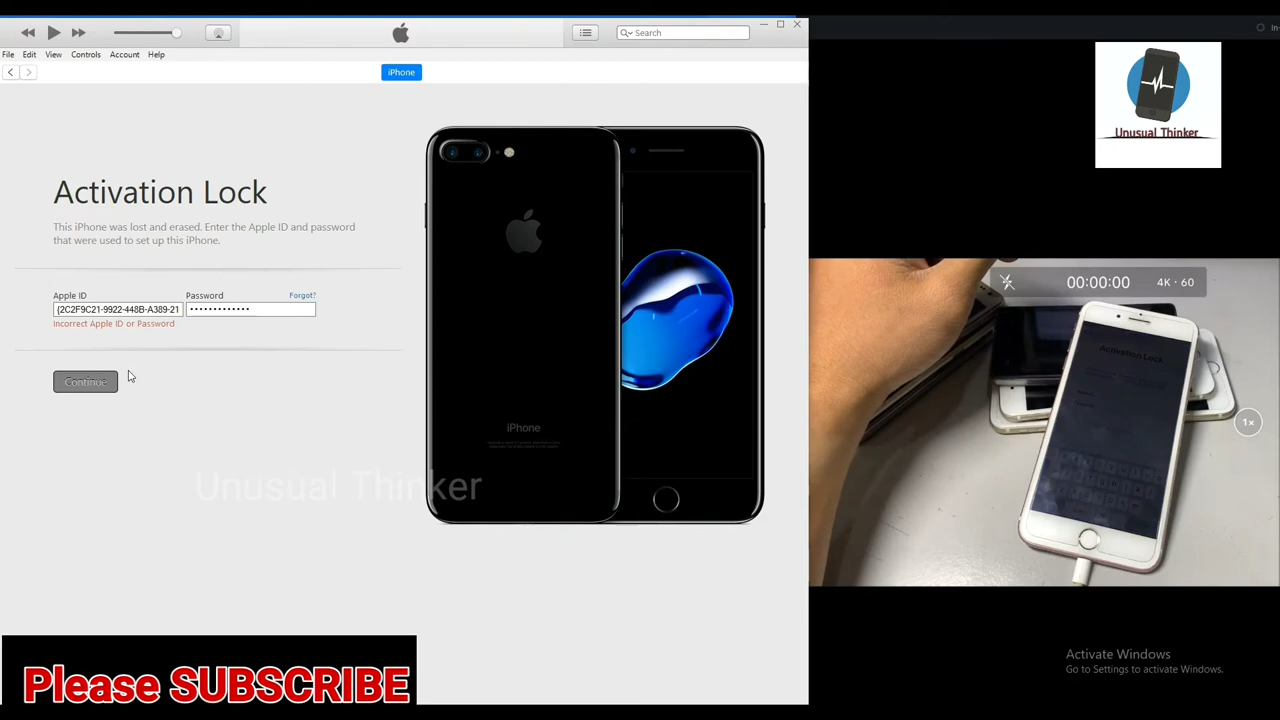 Search
File Edit View Controls Account Help
iPhone
Activation Lock
This iPhone was lost and erased. Enter the Apple ID and password
that were used to set up this iPhone.
Apple ID Password Forgot?
{2C2F9C21-9922-448B-A389-21 •••••••••••••
Incorrect Apple ID or Password
Continue
iPhone
Unusual Thinker
Please SUBSCRIBE
Unusual Thinker
00:00:00 4K · 60
Activation Lock
1x
Activate Windows
Go to Settings to activate Windows.